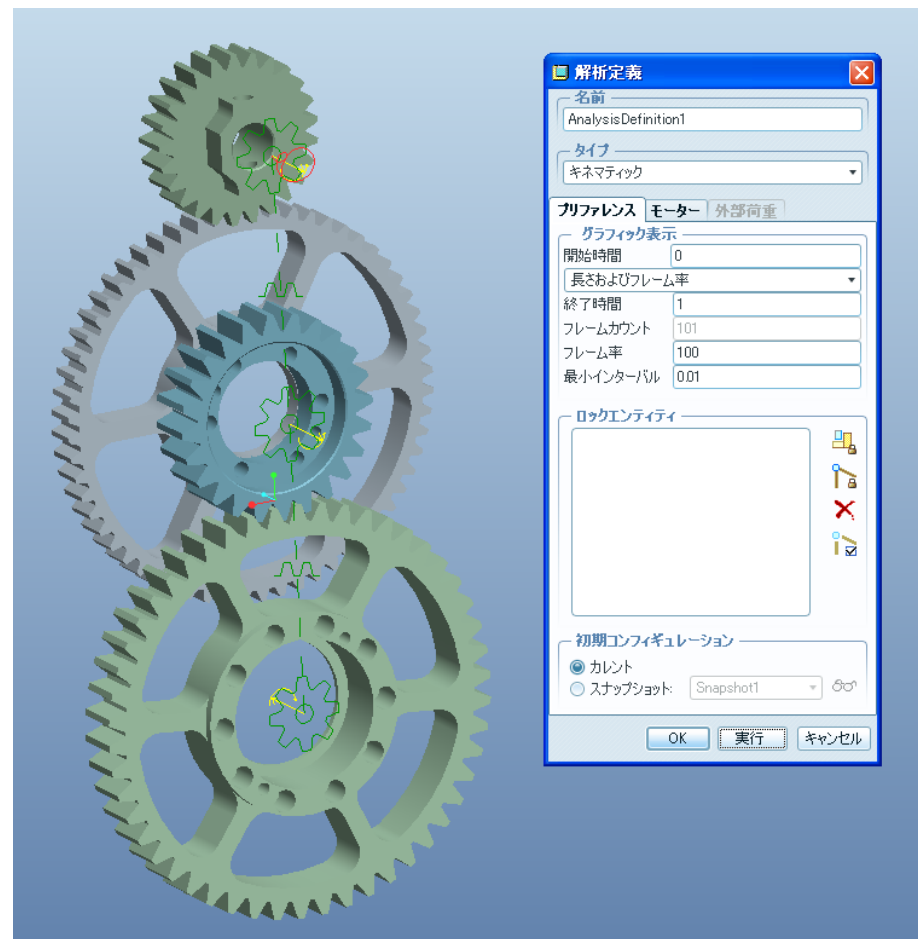 解析定義
名前
AnalysisDefinition1
タイプ
キネマティック
プリファレンス モーター 外部荷重
グラフィック表示
開始時間 0
長さおよびフレーム率
終了時間 1
フレームカウント 101
フレーム率 100
最小インターバル 0.01
ロックエンティティ
初期コンフィギュレーション
カレント
スナップショット: Snapshot1
OK 実行 キャンセル